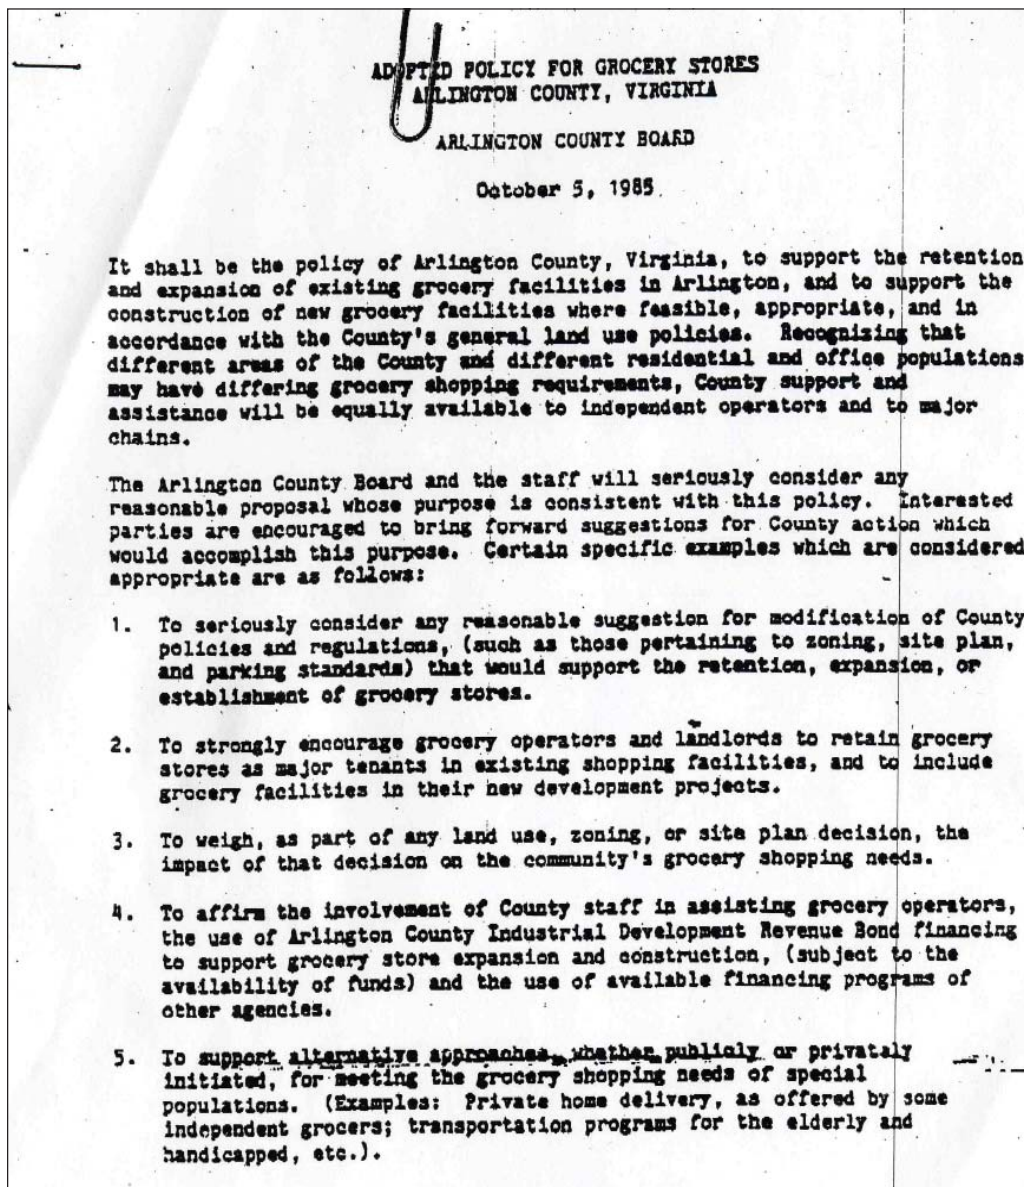 ADOPTED POLICY FOR GROCERY STORES
ARLINGTON COUNTY, VIRGINIA
ARLINGTON COUNTY BOARD
October 5, 1985
It shall be the policy of Arlington County, Virginia, to support the retention
and expansion of existing grocery facilities in Arlington, and to support the
construction of new grocery facilities where feasible, appropriate, and in
accordance with the County's general land use policies. Recognizing that
different areas of the County and different residential and office populations
may have differing grocery shopping requirements, County support and
assistance will be equally available to independent operators and to major
chains.
The Arlington County Board and the staff will seriously consider any
reasonable proposal whose purpose is consistent with this policy. Interested
parties are encouraged to bring forward suggestions for County action which
would accomplish this purpose. Certain specific examples which are considered
appropriate are as follows:
1. To seriously consider any reasonable suggestion for modification of County
policies and regulations, (such as those pertaining to zoning, site plan,
and parking standards) that would support the retention, expansion, or
establishment of grocery stores.
2. To strongly encourage grocery operators and landlords to retain grocery
stores as major tenants in existing shopping facilities, and to include
grocery facilities in their new development projects.
3. To weigh, as part of any land use, zoning, or site plan decision, the
impact of that decision on the community's grocery shopping needs.
4. To affirm the involvement of County staff in assisting grocery operators,
the use of Arlington County Industrial Development Revenue Bond financing
to support grocery store expansion and construction, (subject to the
availability of funds) and the use of available financing programs of
other agencies.
5. To support alternative approaches, whether publicly or privately
initiated, for meeting the grocery shopping needs of special
populations. (Examples: Private home delivery, as offered by some
independent grocers; transportation programs for the elderly and
handicapped, etc.).